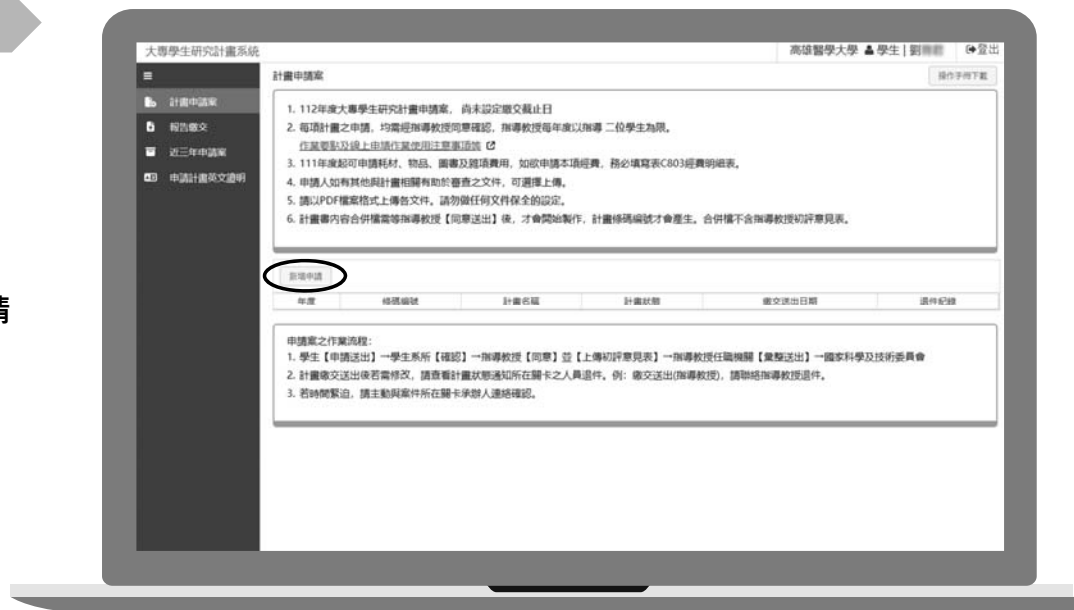 大專學生研究計畫系統
高雄醫學大學 學生 | 劉
登出
計畫申請案
操作手冊下載
計畫申請案
報告繳交
近三年申請案
申請計畫英文證明
1. 112年度大專學生研究計畫申請案， 尚未設定繳交截止日
2. 每項計畫之申請，均需經指導教授同意確認，指導教授每年度以指導 二位學生為限。
作業要點及線上申請作業使用注意事項等
3. 111年度起可申請耗材、物品、圖書及雜項費用，如欲申請本項經費，務必填寫表C803經費明細表。
4. 申請人如有其他與計畫相關有助於審查之文件，可選擇上傳。
5. 請以PDF檔案格式上傳各文件。請勿做任何文件保全的設定。
6. 計畫書內容合併檔需等指導教授【同意送出】後，才會開始製作，計畫條碼編號才會產生。合併檔不含指導教授初評意見表。
新增申請
年度 條碼編號 計畫名稱 計畫狀態 繳交送出日期 退件紀錄
申請案之作業流程：
1. 學生【申請送出】→學生系所【確認】→指導教授【同意】並【上傳初評意見表】→指導教授任職機關【彙整送出】→國家科學及技術委員會
2. 計畫繳交送出後若需修改，請查看計畫狀態通知所在關卡之人員退件。例：繳交送出(指導教授)，請聯絡指導教授退件。
3. 若時間緊迫，請主動與案件所在關卡承辦人連絡確認。